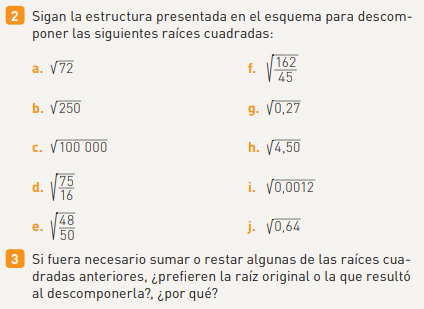 2 Sigan la estructura presentada en el esquema para descom-
poner las siguientes raíces cuadradas:
a. √72
f. √(162/45)
b. √250
g. √0,27
c. √100 000
h. √4,50
d. √(75/16)
i. √0,0012
e. √(48/50)
j. √0,64
3 Si fuera necesario sumar o restar algunas de las raíces cua-
dradas anteriores, ¿prefieren la raíz original o la que resultó
al descomponerla?, ¿por qué?